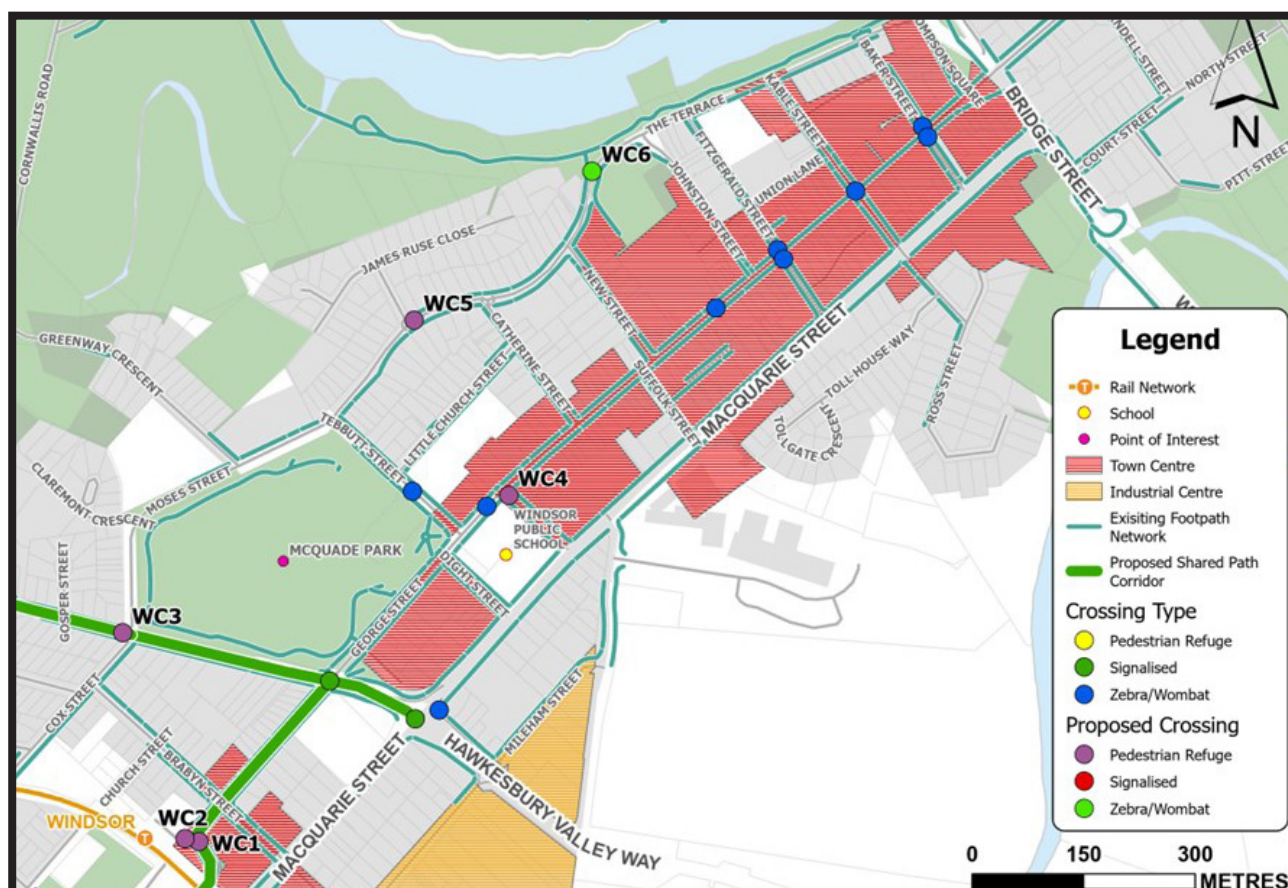 CORNWALLIS ROAD
THE TERRACE
KABLE STREET
BAKER STREET
OMPSON SQUARE
BRIDGE STREET
NDELL STREET
NORTH STREET
COURT STREET
PITT STREET
N
WC6
JOHNSTON STREET
FITZGERALD STREET
UNION LANE
JAMES RUSE CLOSE
WC5
NEW STREET
CATHERINE STREET
SUFFOLK STREET
MACQUARIE STREET
TOLL HOUSE WAY
TOLLGATE CRESCENT
ROSS STREET
W
GREENWAY CRESCENT
TEBBUTT STREET
LITTLE CHURCH STREET
MOSES STREET
CLAREMONT CRESCENT
WC4
WINDSOR
PUBLIC
SCHOOL
MCQUADE PARK
DIGHT STREET
GEORGE STREET
GOSPER STREET
WC3
COX STREET
CHURCH STREET
BRABYN STREET
MILEHAM STREET
MACQUARIE STREET
HAWKESBURY VALLEY WAY
WINDSOR
T
WC2
WC1
Legend
T
Rail Network
School
Point of Interest
Town Centre
Industrial Centre
Exisiting Footpath
Network
Proposed Shared Path
Corridor
Crossing Type
Pedestrian Refuge
Signalised
Zebra/Wombat
Proposed Crossing
Pedestrian Refuge
Signalised
Zebra/Wombat
0 150 300
METRES